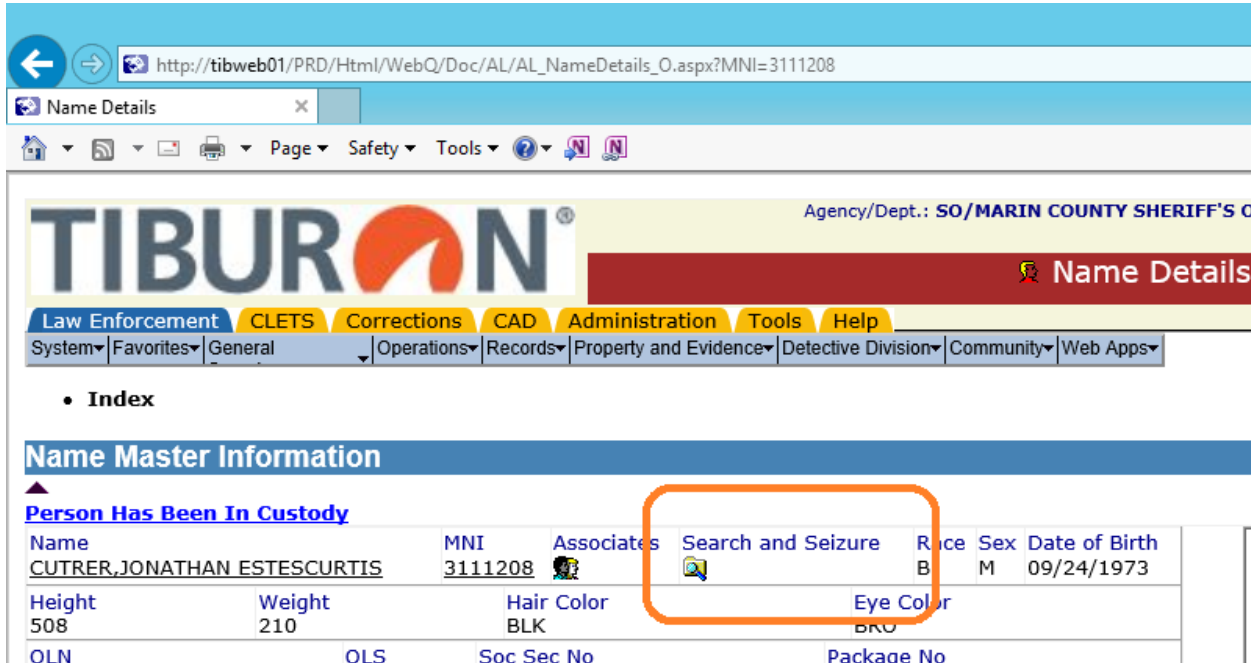 http://tibweb01/PRD/Html/WebQ/Doc/AL/AL_NameDetails_O.aspx?MNI=3111208
Name Details
Page Safety Tools
TIBURON®
Agency/Dept.: SO/MARIN COUNTY SHERIFF'S
Name Details
Law Enforcement CLETS Corrections CAD Administration Tools Help
System Favorites General Operations Records Property and Evidence Detective Division Community Web Apps
• Index
Name Master Information
Person Has Been In Custody
Name MNI Associates Search and Seizure Race Sex Date of Birth
CUTRER,JONATHAN ESTESCURTIS 3111208 B M 09/24/1973
Height Weight Hair Color Eye Color
508 210 BLK BRO
OLN OLS Soc Sec No Package No